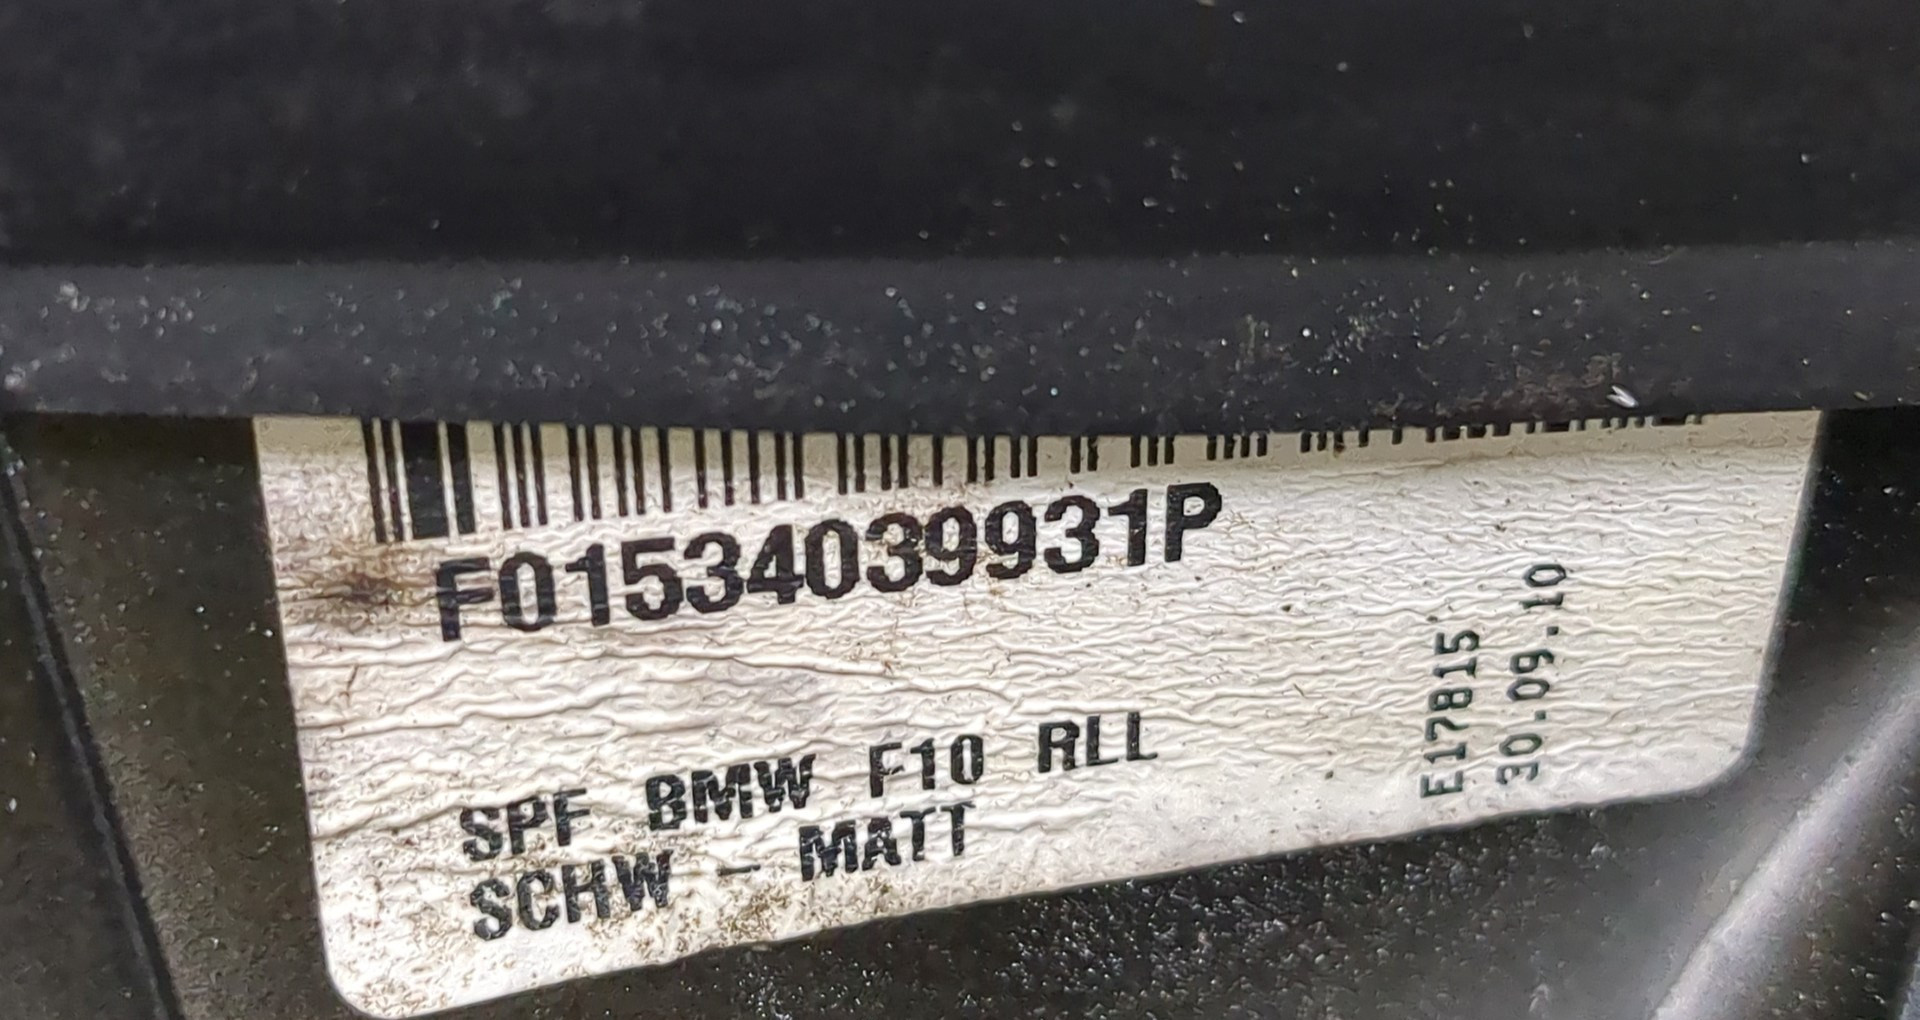 F01534039931P
SPF BMW F10 RLL
SCHW - MATT
E17815
30.09.10